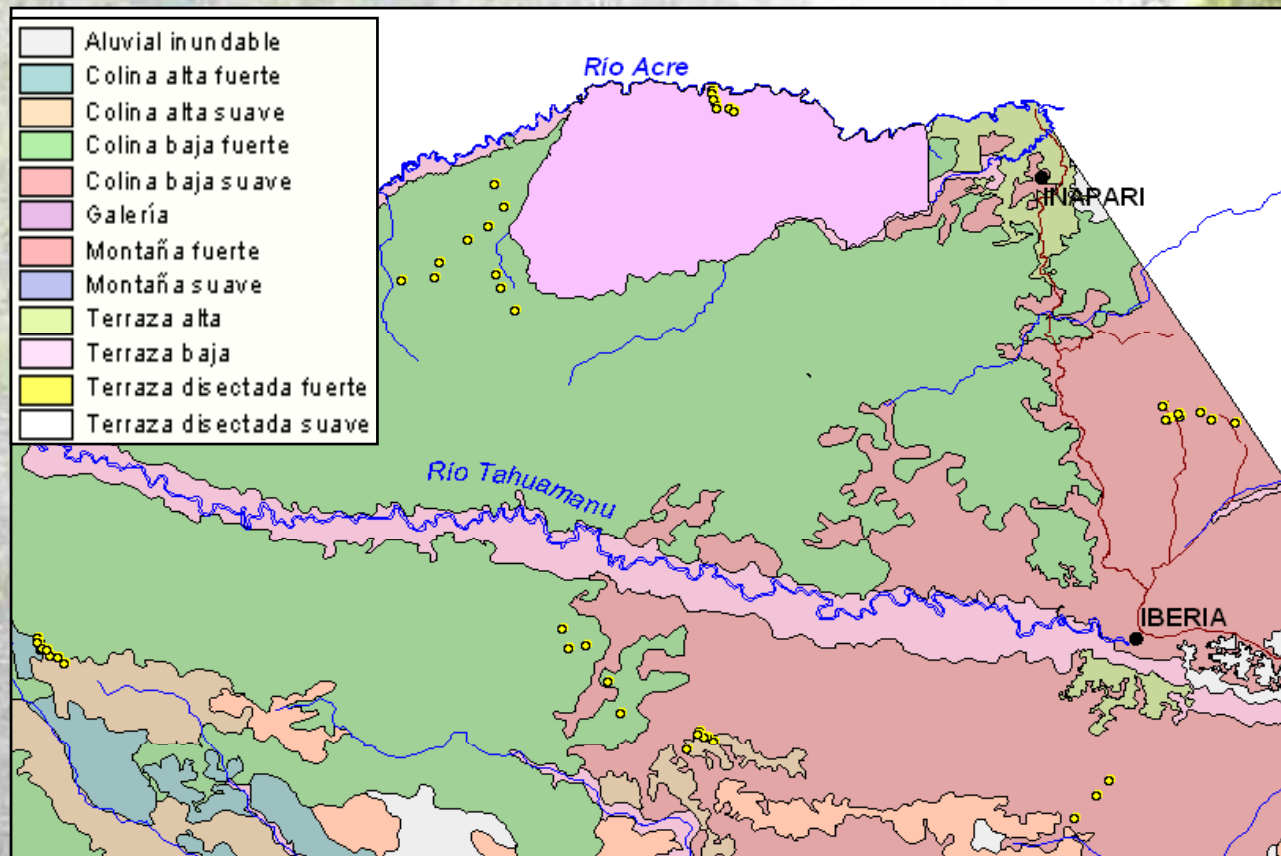 Aluvial inundable
Colina alta fuerte
Colina alta suave
Colina baja fuerte
Colina baja suave
Galería
Montaña fuerte
Montaña suave
Terraza alta
Terraza baja
Terraza disectada fuerte
Terraza disectada suave
Río Acre
INAPARI
Río Tahuamanu
IBERIA